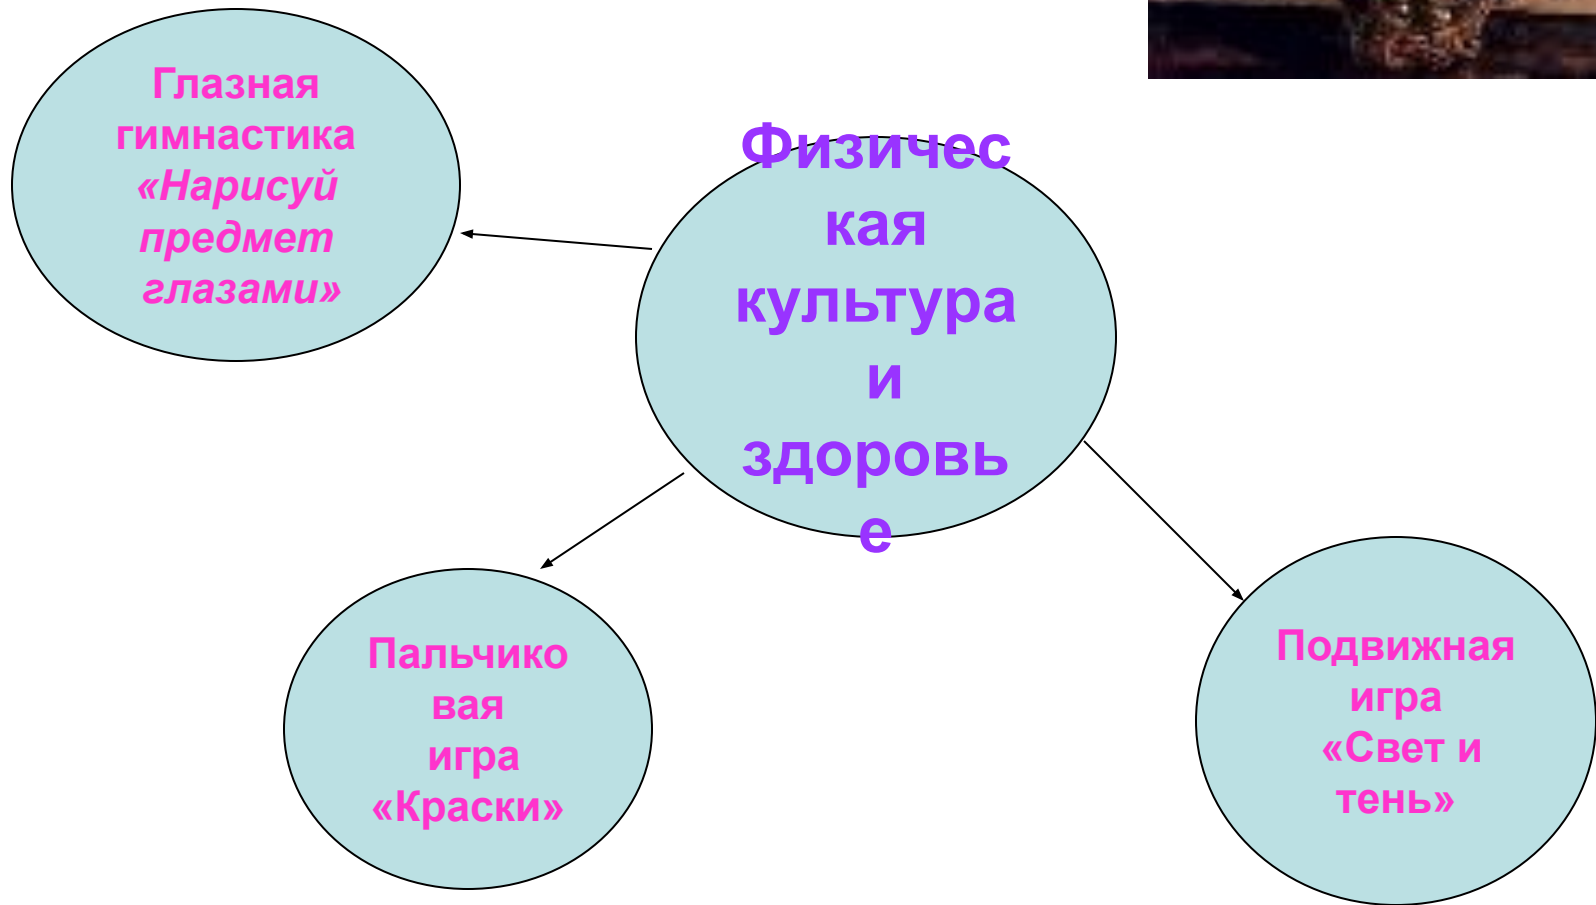 Глазная
гимнастика
«Нарисуй
предмет
глазами»
Физичес
кая
культура
и
здоровь
е
Пальчико
вая
игра
«Краски»
Подвижная
игра
«Свет и
тень»